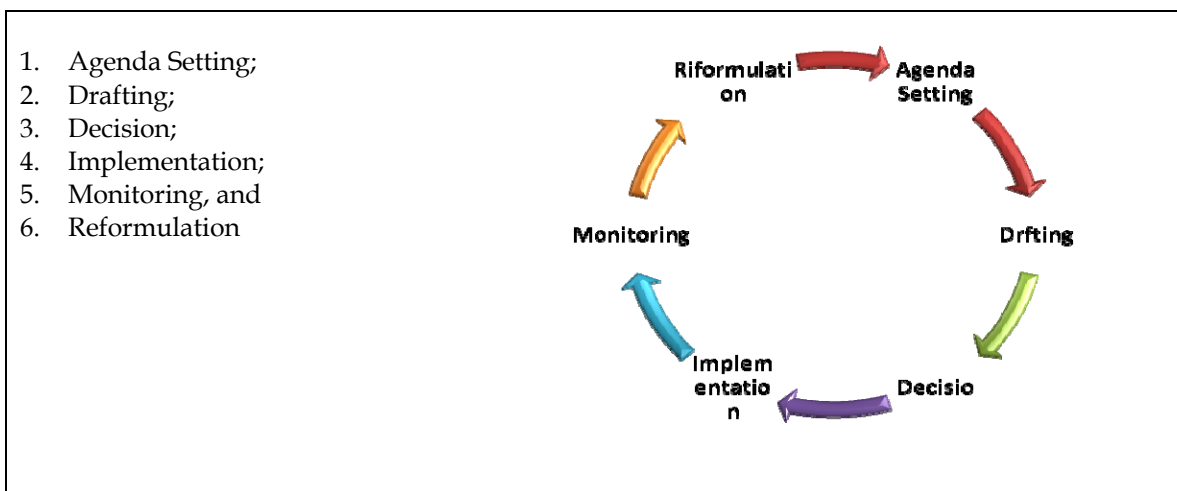 1. Agenda Setting;
2. Drafting;
3. Decision;
4. Implementation;
5. Monitoring, and
6. Reformulation
Riformulati
on
Agenda
Setting
Drfting
Decisio
Implem
entatio
n
Monitoring